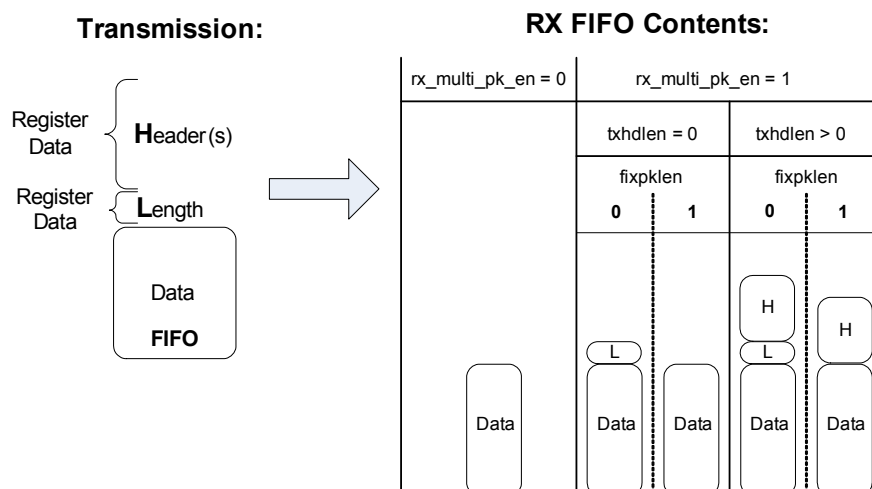 Transmission:
RX FIFO Contents:
rx_multi_pk_en = 0
rx_multi_pk_en = 1
Register
Data
Header(s)
txhdlen = 0
txhdlen > 0
Register
Data
Length
fixpklen
fixpklen
0
1
0
1
Data
FIFO
H
H
L
L
Data
Data
Data
Data
Data